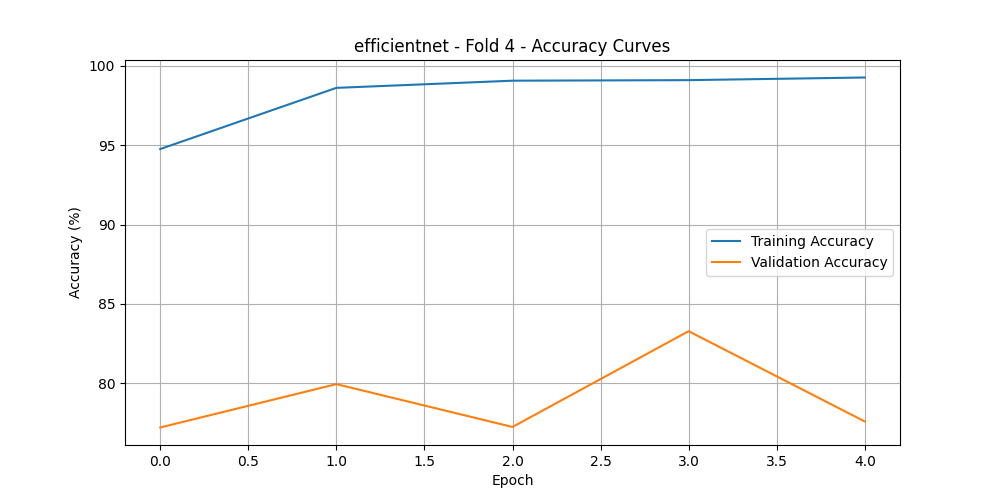 efficientnet - Fold 4 - Accuracy Curves
100
95
90
85
80
Accuracy (%)
Training Accuracy
Validation Accuracy
0.0 0.5 1.0 1.5 2.0 2.5 3.0 3.5 4.0
Epoch